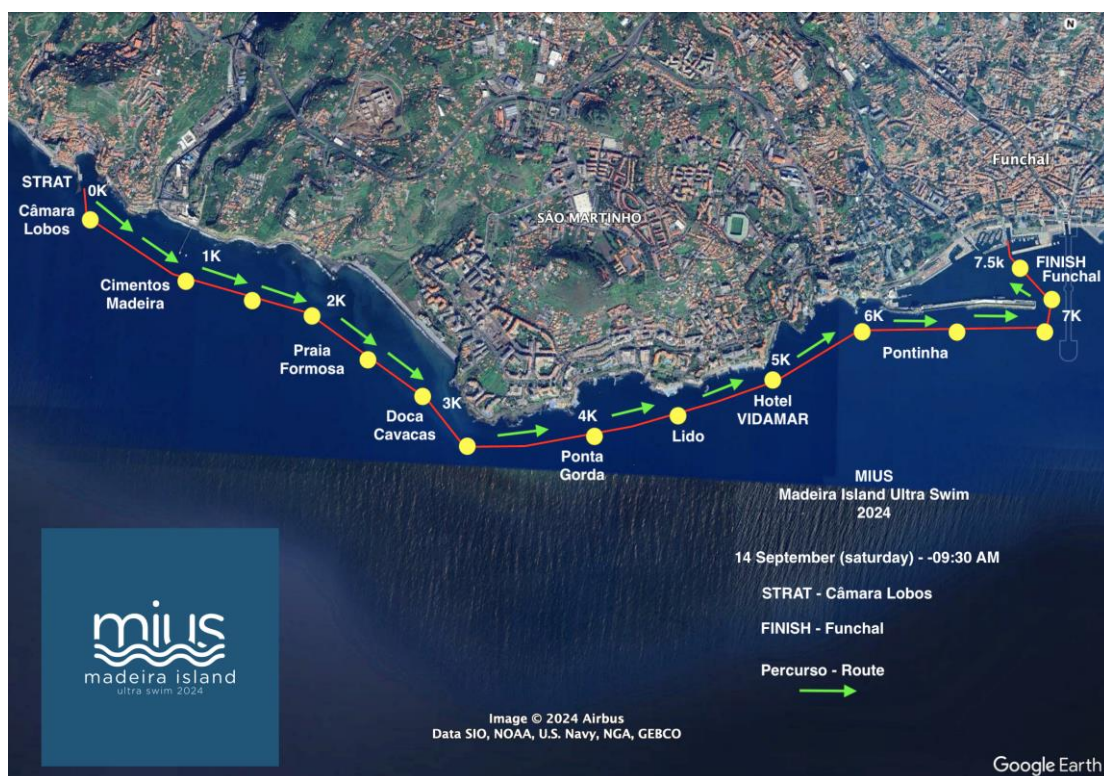 N
Funchal
STRAT
0K
Câmara
Lobos
SÃO MARTINHO
1K
7.5k
FINISH
Funchal
Cimentos
Madeira
2K
6K
7K
Praia
Formosa
Pontinha
5K
Hotel
VIDAMAR
3K
Doca
Cavacas
4K
Lido
Ponta
Gorda
MIUS
Madeira Island Ultra Swim
2024
14 September (saturday) - -09:30 AM
STRAT - Câmara Lobos
FINISH - Funchal
Percurso - Route
mius
madeira island
ultra swim 2024
Image © 2024 Airbus
Data SIO, NOAA, U.S. Navy, NGA, GEBCO
Google Earth